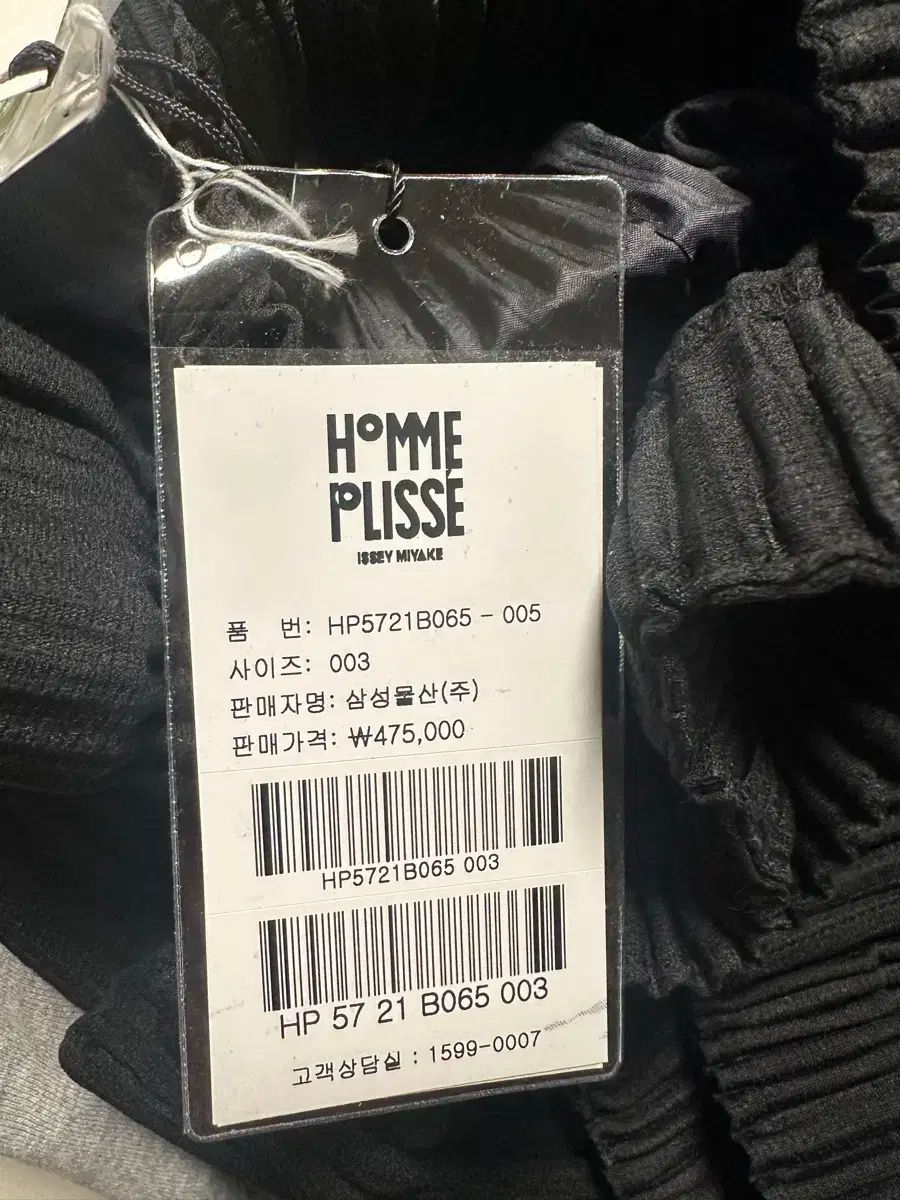 HOMME
PLISSÉ
ISSEY MIYAKE
품 번: HP5721B065 - 005
사이즈: 003
판매자명: 삼성물산(주)
판매가격: ₩475,000
HP5721B065 003
HP 57 21 B065 003
고객상담실 : 1599-0007